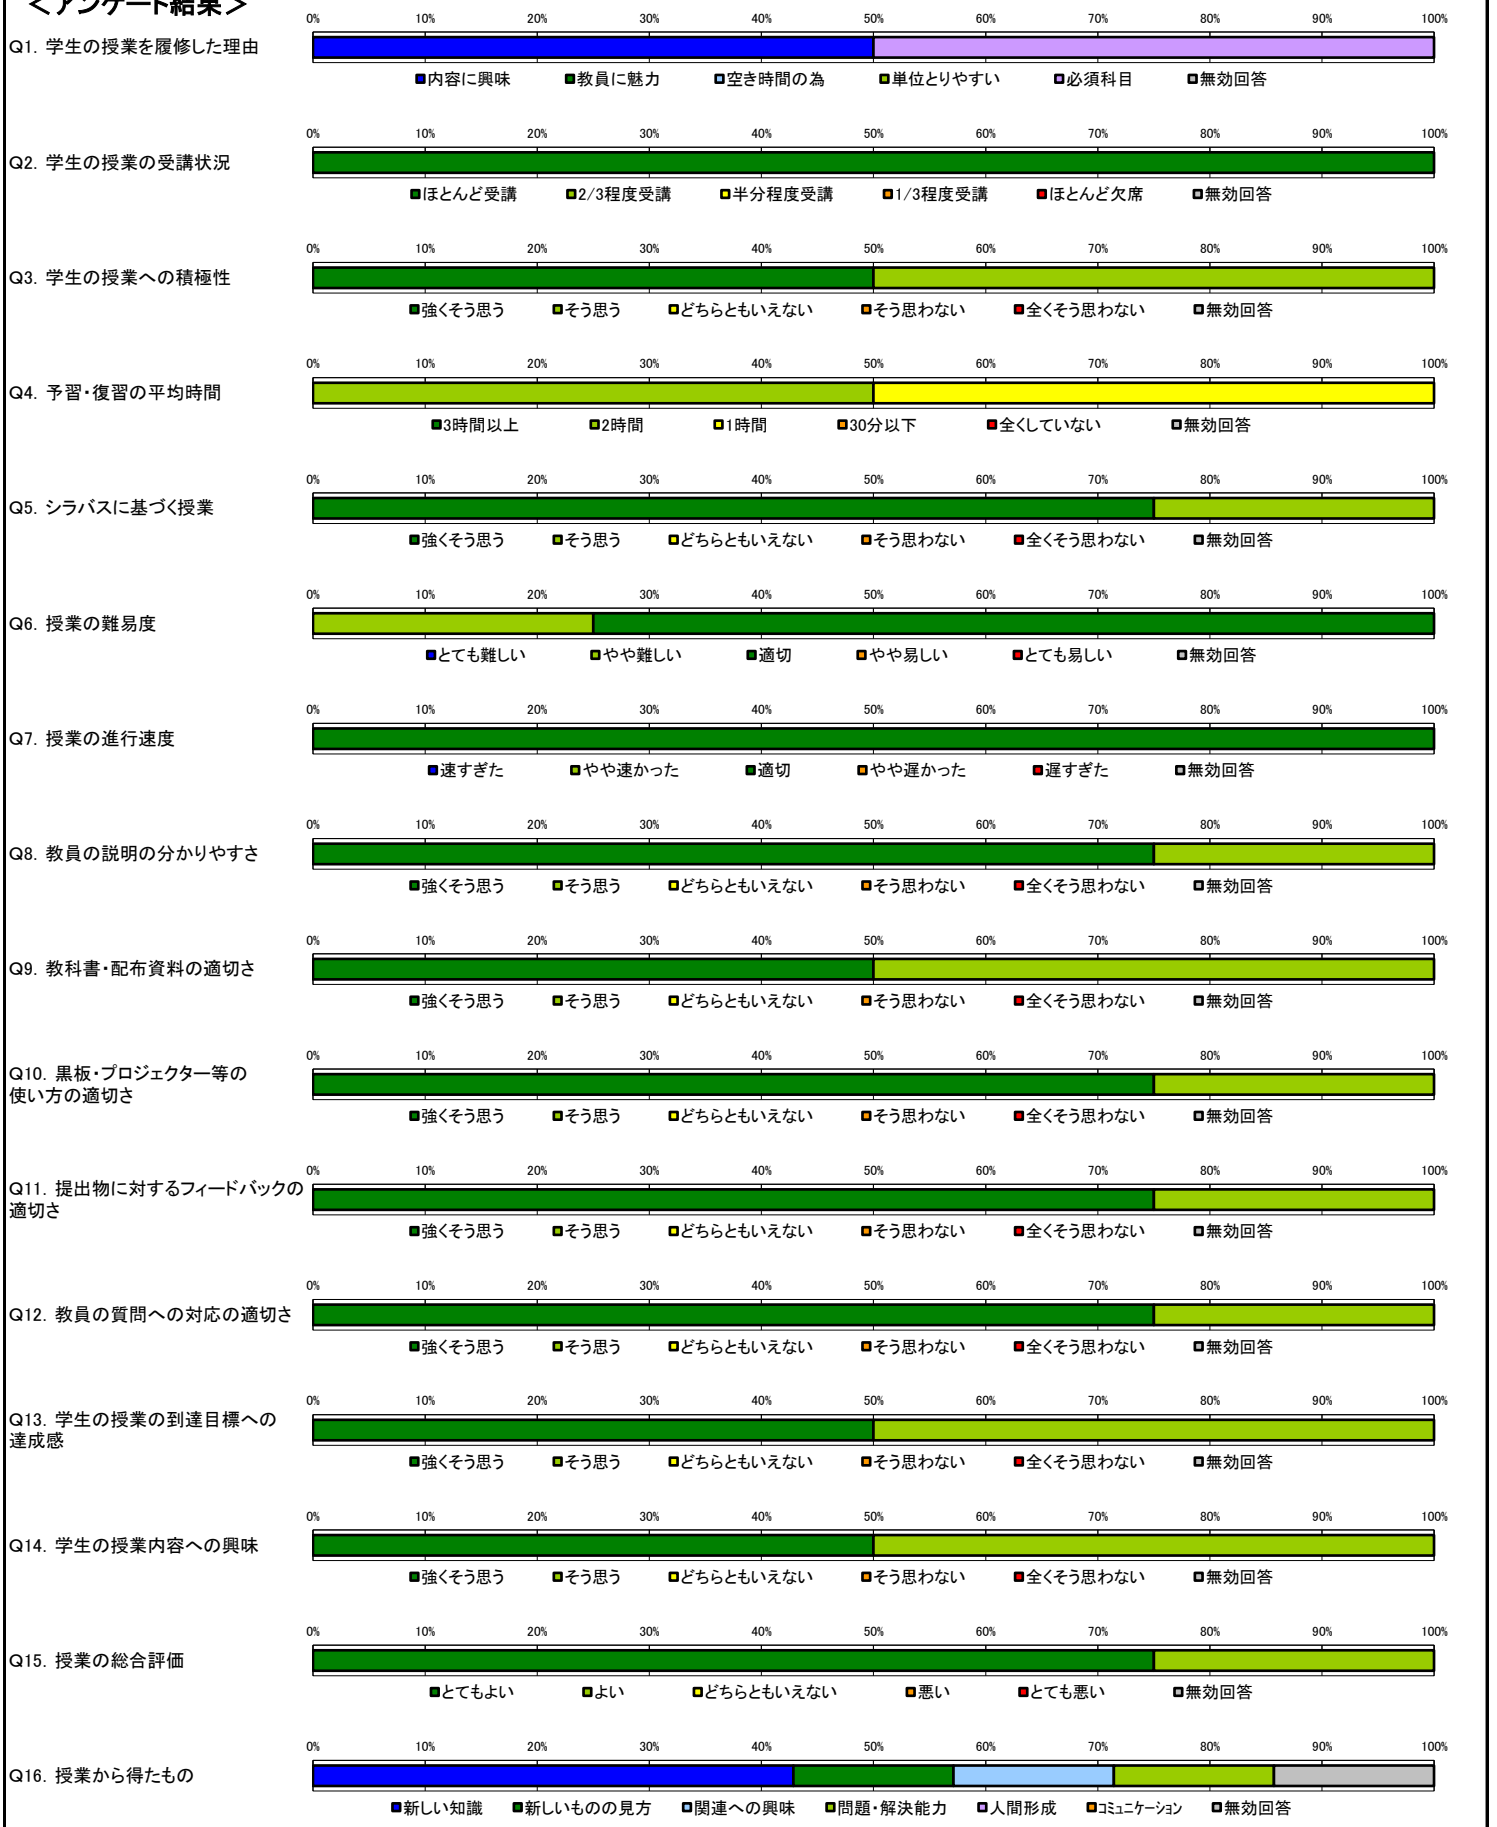 ＜アンケート結果＞
0% 10% 20% 30% 40% 50% 60% 70% 80% 90% 100%
Q1. 学生の授業を履修した理由
内容に興味 教員に魅力 空き時間の為 単位とりやすい 必須科目 無効回答
0% 10% 20% 30% 40% 50% 60% 70% 80% 90% 100%
Q2. 学生の授業の受講状況
ほとんど受講 2/3程度受講 半分程度受講 1/3程度受講 ほとんど欠席 無効回答
0% 10% 20% 30% 40% 50% 60% 70% 80% 90% 100%
Q3. 学生の授業への積極性
強くそう思う そう思う どちらともいえない そう思わない 全くそう思わない 無効回答
0% 10% 20% 30% 40% 50% 60% 70% 80% 90% 100%
Q4. 予習・復習の平均時間
3時間以上 2時間 1時間 30分以下 全くしていない 無効回答
0% 10% 20% 30% 40% 50% 60% 70% 80% 90% 100%
Q5. シラバスに基づく授業
強くそう思う そう思う どちらともいえない そう思わない 全くそう思わない 無効回答
0% 10% 20% 30% 40% 50% 60% 70% 80% 90% 100%
Q6. 授業の難易度
とても難しい やや難しい 適切 やや易しい とても易しい 無効回答
0% 10% 20% 30% 40% 50% 60% 70% 80% 90% 100%
Q7. 授業の進行速度
速すぎた やや速かった 適切 やや遅かった 遅すぎた 無効回答
0% 10% 20% 30% 40% 50% 60% 70% 80% 90% 100%
Q8. 教員の説明の分かりやすさ
強くそう思う そう思う どちらともいえない そう思わない 全くそう思わない 無効回答
0% 10% 20% 30% 40% 50% 60% 70% 80% 90% 100%
Q9. 教科書・配布資料の適切さ
強くそう思う そう思う どちらともいえない そう思わない 全くそう思わない 無効回答
0% 10% 20% 30% 40% 50% 60% 70% 80% 90% 100%
Q10. 黒板・プロジェクター等の
使い方の適切さ
強くそう思う そう思う どちらともいえない そう思わない 全くそう思わない 無効回答
0% 10% 20% 30% 40% 50% 60% 70% 80% 90% 100%
Q11. 提出物に対するフィードバックの
適切さ
強くそう思う そう思う どちらともいえない そう思わない 全くそう思わない 無効回答
0% 10% 20% 30% 40% 50% 60% 70% 80% 90% 100%
Q12. 教員の質問への対応の適切さ
強くそう思う そう思う どちらともいえない そう思わない 全くそう思わない 無効回答
0% 10% 20% 30% 40% 50% 60% 70% 80% 90% 100%
Q13. 学生の授業の到達目標への
達成感
強くそう思う そう思う どちらともいえない そう思わない 全くそう思わない 無効回答
0% 10% 20% 30% 40% 50% 60% 70% 80% 90% 100%
Q14. 学生の授業内容への興味
強くそう思う そう思う どちらともいえない そう思わない 全くそう思わない 無効回答
0% 10% 20% 30% 40% 50% 60% 70% 80% 90% 100%
Q15. 授業の総合評価
とてもよい よい どちらともいえない 悪い とても悪い 無効回答
0% 10% 20% 30% 40% 50% 60% 70% 80% 90% 100%
Q16. 授業から得たもの
新しい知識 新しいものの見方 関連への興味 問題・解決能力 人間形成 ｺﾐｭﾆｹｰｼｮﾝ 無効回答